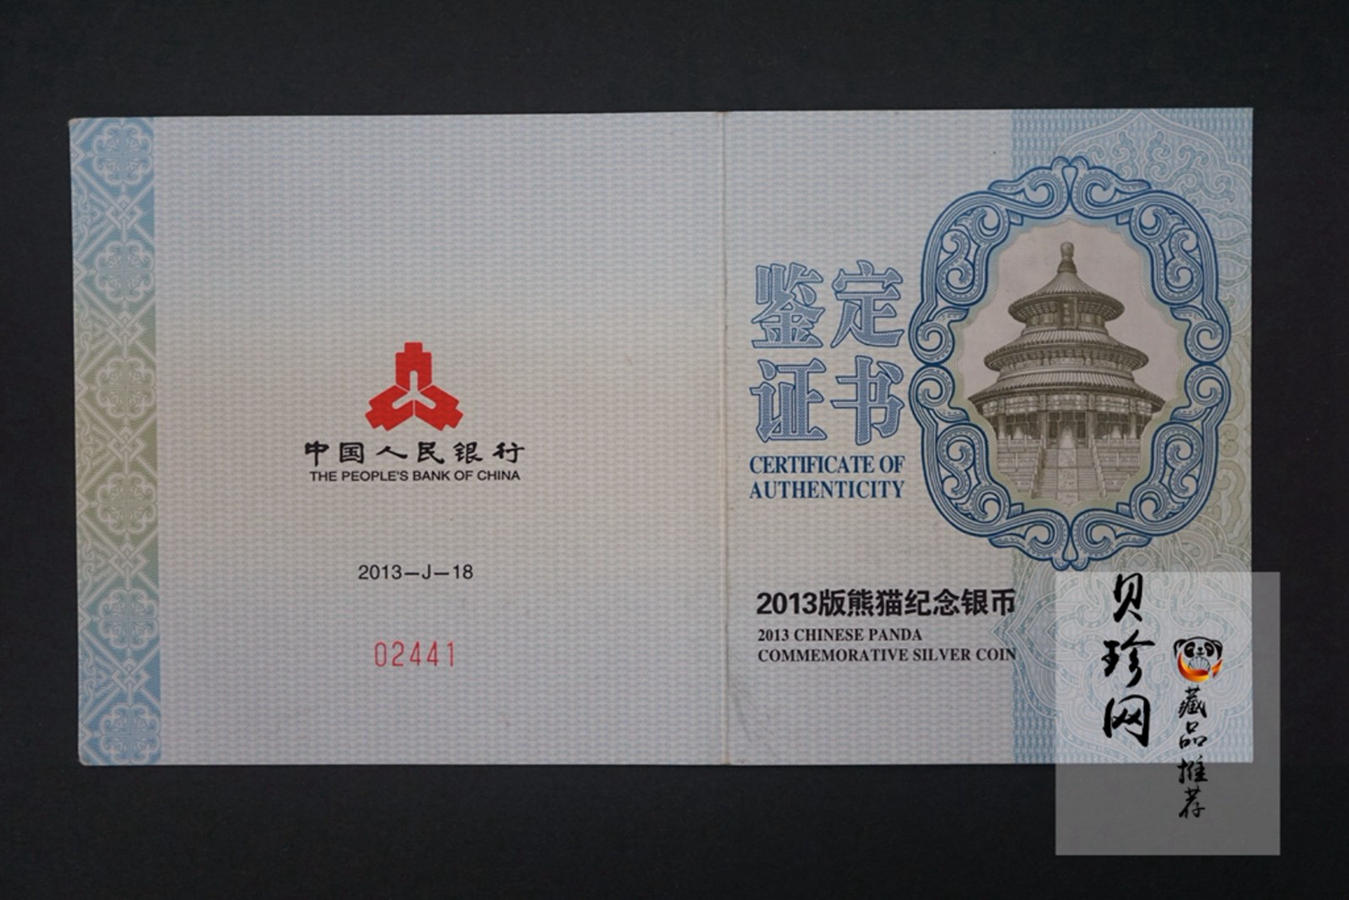 中国人民银行
THE PEOPLE'S BANK OF CHINA
2013—J—18
02441
鉴定
证书
CERTIFICATE OF
AUTHENTICITY
2013版熊猫纪念银币
2013 CHINESE PANDA
COMMEMORATIVE SILVER COIN
贝珍网
藏品推荐